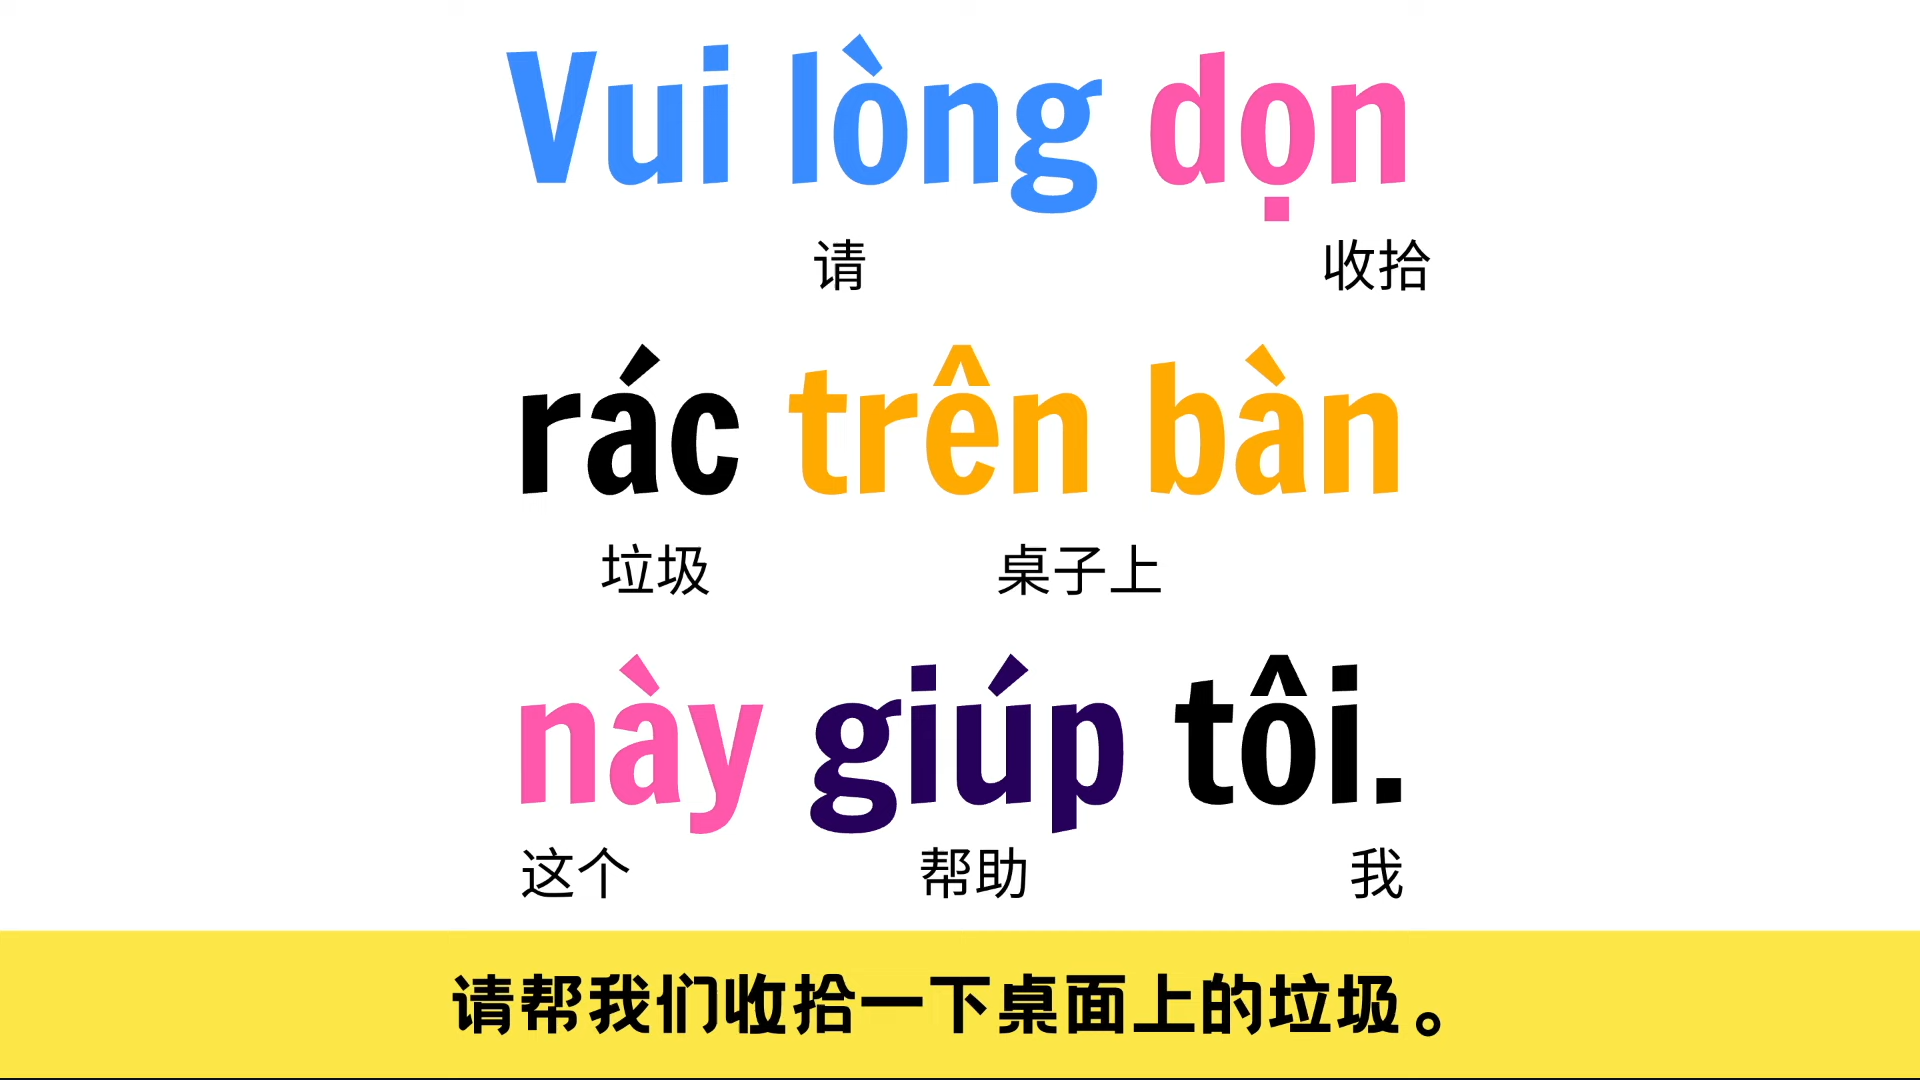 Vui lòng dọn
请 收拾
rác trên bàn
垃圾 桌子上
này giúp tôi.
这个 帮助 我
请帮我们收拾一下桌面上的垃圾。